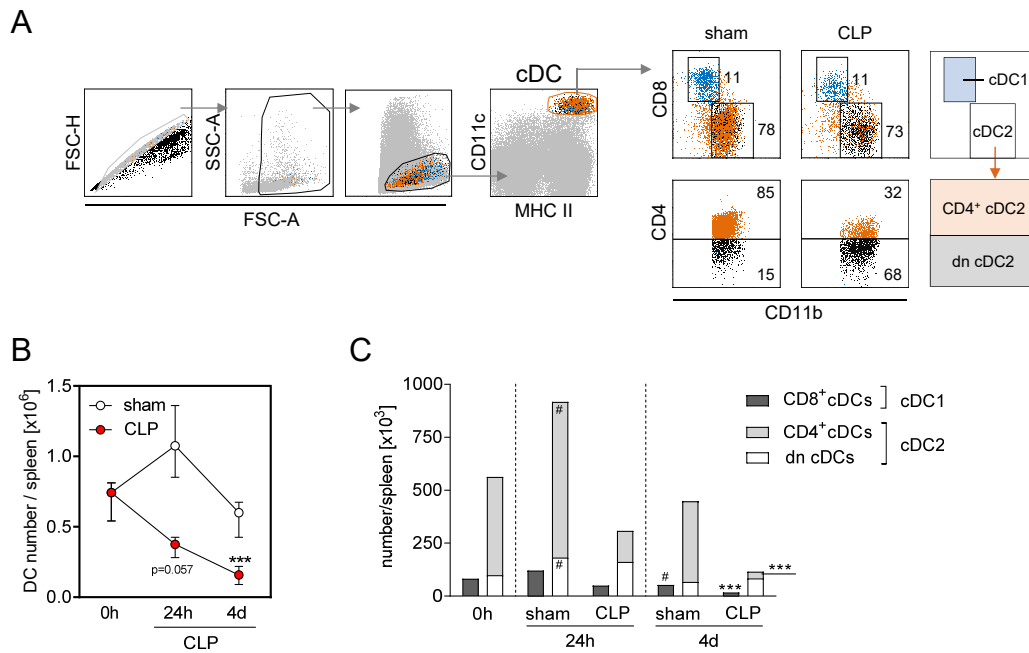 A
sham
CLP
cDC
FSC-H
SSC-A
CD11c
CD8
11
78
11
73
cDC1
cDC2
FSC-A
MHC II
CD4
85
15
32
68
CD4⁺ cDC2
dn cDC2
CD11b
B
DC number / spleen [x10⁶]
1.5
1.0
0.5
0.0
sham
CLP
p=0.057
***
0h
24h
4d
CLP
C
number/spleen [x10³]
1000
750
500
250
0
#
#
#
***
***
CD8⁺cDCs
cDC1
CD4⁺cDCs
cDC2
dn cDCs
0h
sham
CLP
sham
CLP
24h
4d